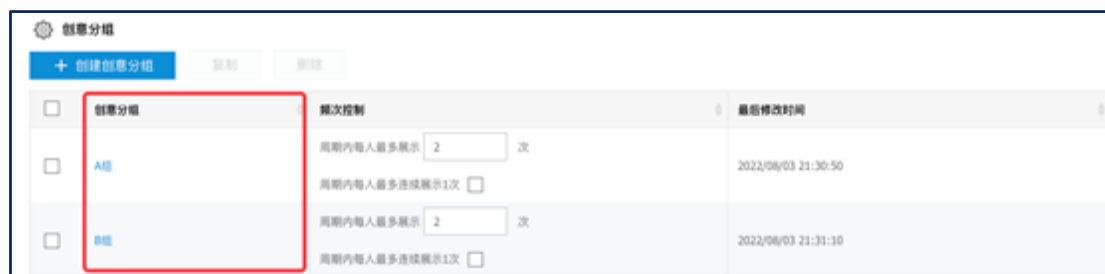 创意分组
+ 创建创意分组 复制 删除
创意分组 频次控制 最后修改时间
周期内每人最多展示 2 次
A组 2022/08/03 21:30:50
周期内每人最多连续展示1次
周期内每人最多展示 2 次
B组 2022/08/03 21:31:10
周期内每人最多连续展示1次